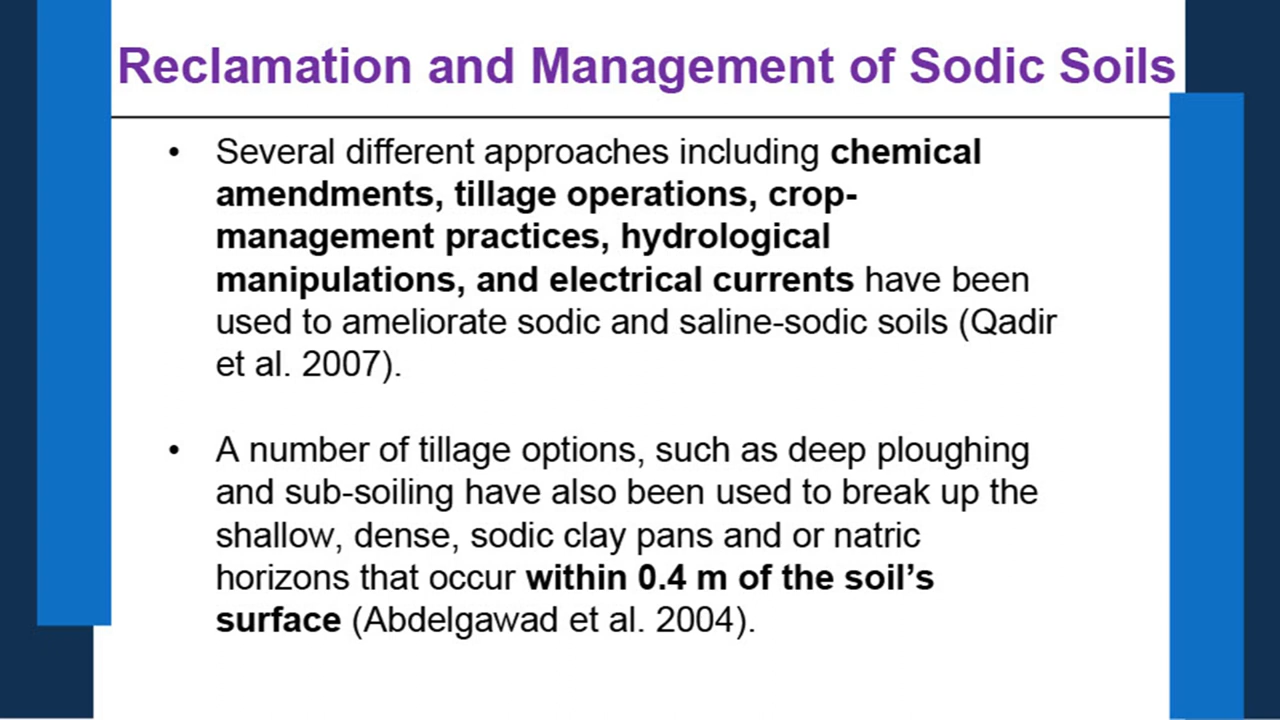 Reclamation and Management of Sodic Soils
• Several different approaches including chemical
amendments, tillage operations, crop-
management practices, hydrological
manipulations, and electrical currents have been
used to ameliorate sodic and saline-sodic soils (Qadir
et al. 2007).
• A number of tillage options, such as deep ploughing
and sub-soiling have also been used to break up the
shallow, dense, sodic clay pans and or natric
horizons that occur within 0.4 m of the soil’s
surface (Abdelgawad et al. 2004).